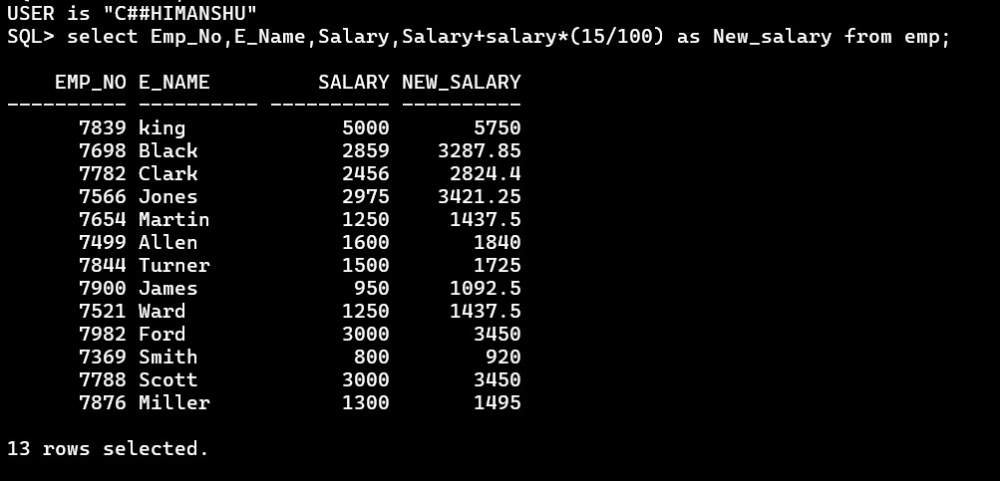 USER is "C##HIMANSHU"
SQL> select Emp_No,E_Name,Salary,Salary+salary*(15/100) as New_salary from emp;
    EMP_NO E_NAME         SALARY NEW_SALARY
---------- ---------- ---------- ----------
      7839 king             5000       5750
      7698 Black            2859    3287.85
      7782 Clark            2456     2824.4
      7566 Jones            2975    3421.25
      7654 Martin           1250     1437.5
      7499 Allen            1600       1840
      7844 Turner           1500       1725
      7900 James             950     1092.5
      7521 Ward             1250     1437.5
      7982 Ford             3000       3450
      7369 Smith             800        920
      7788 Scott            3000       3450
      7876 Miller           1300       1495
13 rows selected.